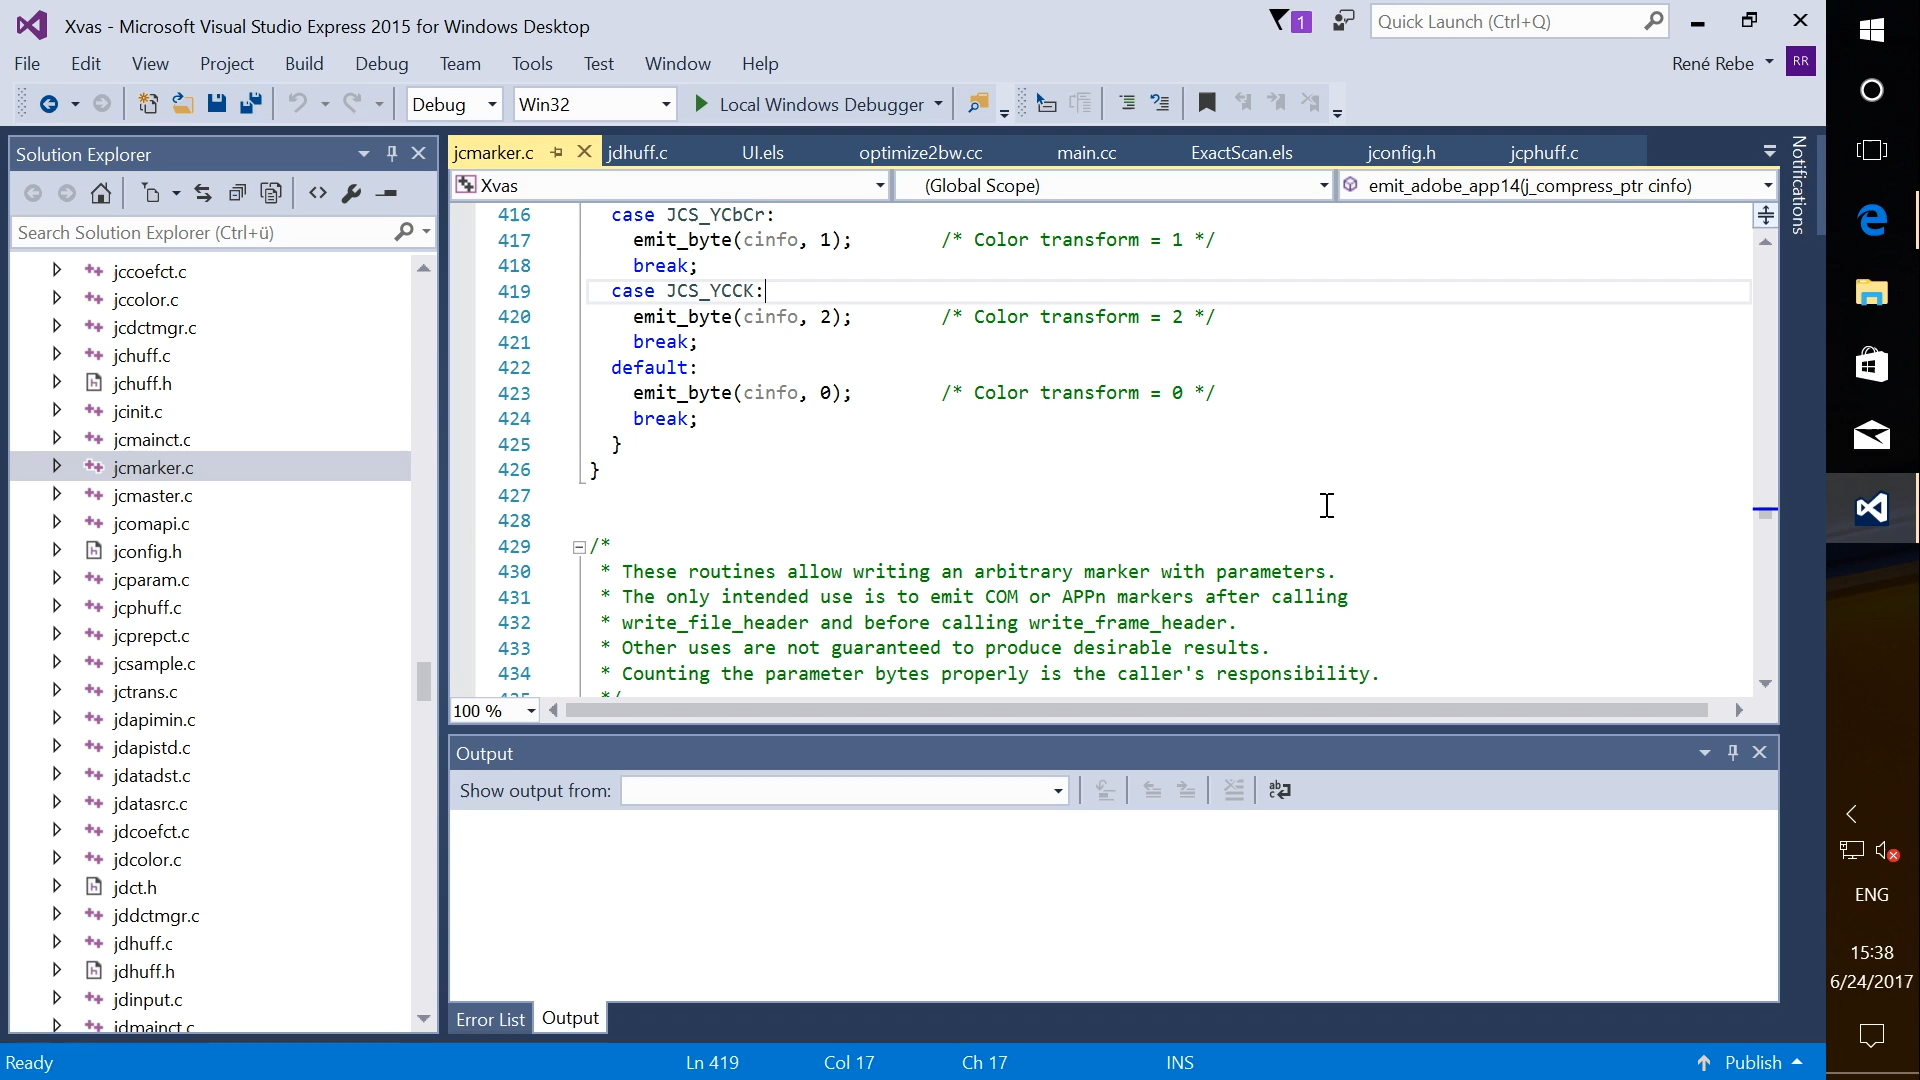 Xvas - Microsoft Visual Studio Express 2015 for Windows Desktop
1
Quick Launch (Ctrl+Q)
File Edit View Project Build Debug Team Tools Test Window Help
René Rebe RR
Debug Win32 Local Windows Debugger
Solution Explorer
Search Solution Explorer (Ctrl+ü)
jccoefct.c
jccolor.c
jcdctmgr.c
jchuff.c
jchuff.h
jcinit.c
jcmainct.c
jcmarker.c
jcmaster.c
jcomapi.c
jconfig.h
jcparam.c
jcphuff.c
jcprepct.c
jcsample.c
jctrans.c
jdapimin.c
jdapistd.c
jdatadst.c
jdatasrc.c
jdcoefct.c
jdcolor.c
jdct.h
jddctmgr.c
jdhuff.c
jdhuff.h
jdinput.c
jdmainct.c
jcmarker.c jdhuff.c UI.els optimize2bw.cc main.cc ExactScan.els jconfig.h jcphuff.c
Xvas (Global Scope) emit_adobe_app14(j_compress_ptr cinfo)
416 case JCS_YCbCr:
417 emit_byte(cinfo, 1); /* Color transform = 1 */
418 break;
419 case JCS_YCCK:
420 emit_byte(cinfo, 2); /* Color transform = 2 */
421 break;
422 default:
423 emit_byte(cinfo, 0); /* Color transform = 0 */
424 break;
425 }
426 }
427
428
429 /*
430 * These routines allow writing an arbitrary marker with parameters.
431 * The only intended use is to emit COM or APPn markers after calling
432 * write_file_header and before calling write_frame_header.
433 * Other uses are not guaranteed to produce desirable results.
434 * Counting the parameter bytes properly is the caller's responsibility.
435 */
100 %
Output
Show output from:
Error List Output
Notifications
Ready Ln 419 Col 17 Ch 17 INS Publish
ENG
15:38
6/24/2017